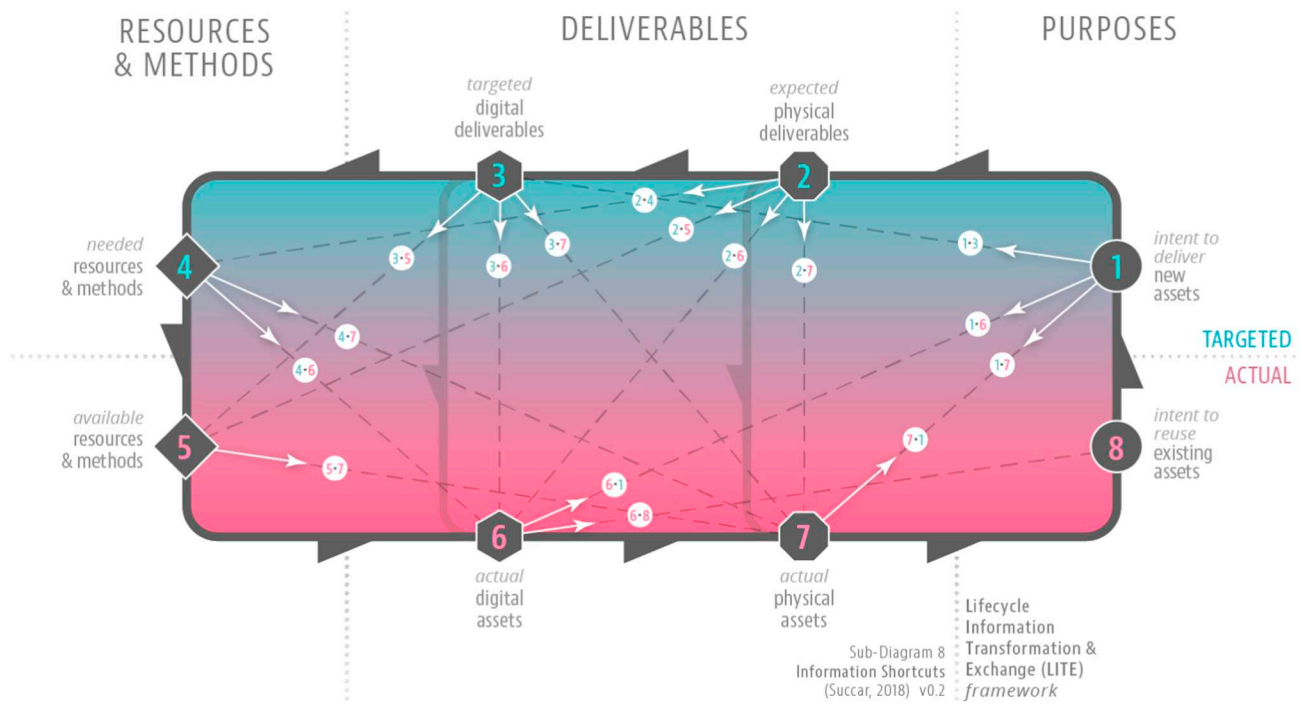 RESOURCES
& METHODS
DELIVERABLES
PURPOSES
targeted
digital
deliverables
expected
physical
deliverables
3
2
2•4
needed
resources
& methods
4
3•5
3•6
3•7
2•5
2•6
2•7
1•3
1
intent to
deliver
new
assets
4•7
4•6
1•6
1•7
TARGETED
ACTUAL
available
resources
& methods
5
5•7
6•1
6•8
7•1
8
intent to
reuse
existing
assets
6
7
actual
digital
assets
actual
physical
assets
Sub-Diagram 8
Information Shortcuts
(Succar, 2018) v0.2
Lifecycle
Information
Transformation &
Exchange (LITE)
framework